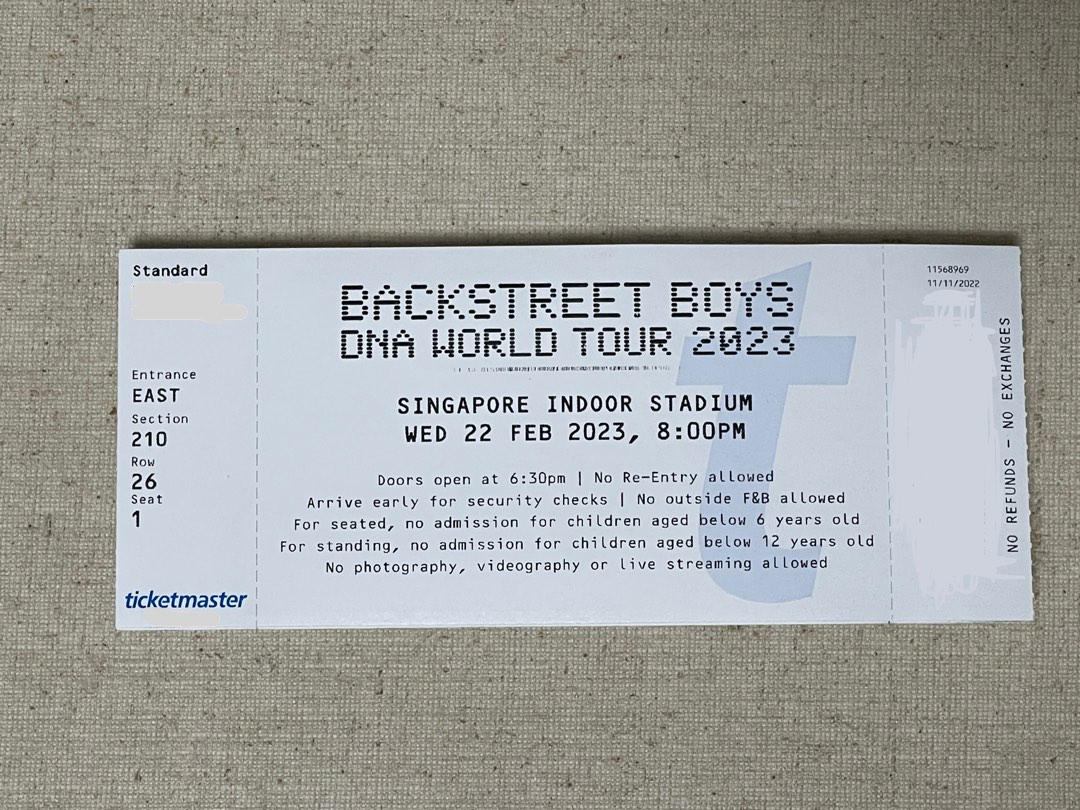 Standard
Entrance
EAST
Section
210
Row
26
Seat
1
ticketmaster
BACKSTREET BOYS
DNA WORLD TOUR 2023
SINGAPORE INDOOR STADIUM
WED 22 FEB 2023, 8:00PM
Doors open at 6:30pm | No Re-Entry allowed
Arrive early for security checks | No outside F&B allowed
For seated, no admission for children aged below 6 years old
For standing, no admission for children aged below 12 years old
No photography, videography or live streaming allowed
t
11568969
11/11/2022
NO REFUNDS - NO EXCHANGES